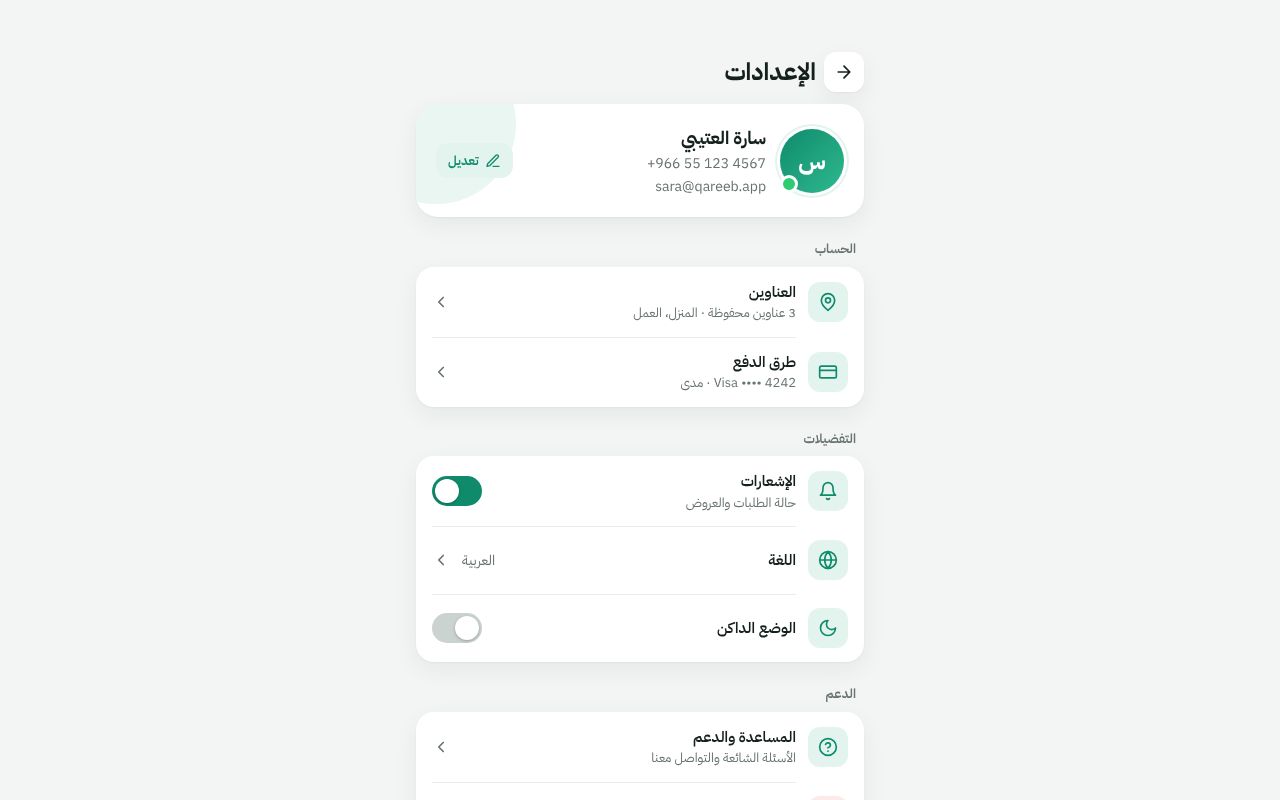 الإعدادات
س
سارة العتيبي
+966 55 123 4567
sara@qareeb.app
تعديل
الحساب
العناوين
3 عناوين محفوظة · المنزل، العمل
طرق الدفع
Visa •••• 4242 · مدى
التفضيلات
الإشعارات
حالة الطلبات والعروض
اللغة
العربية
الوضع الداكن
الدعم
المساعدة والدعم
الأسئلة الشائعة والتواصل معنا